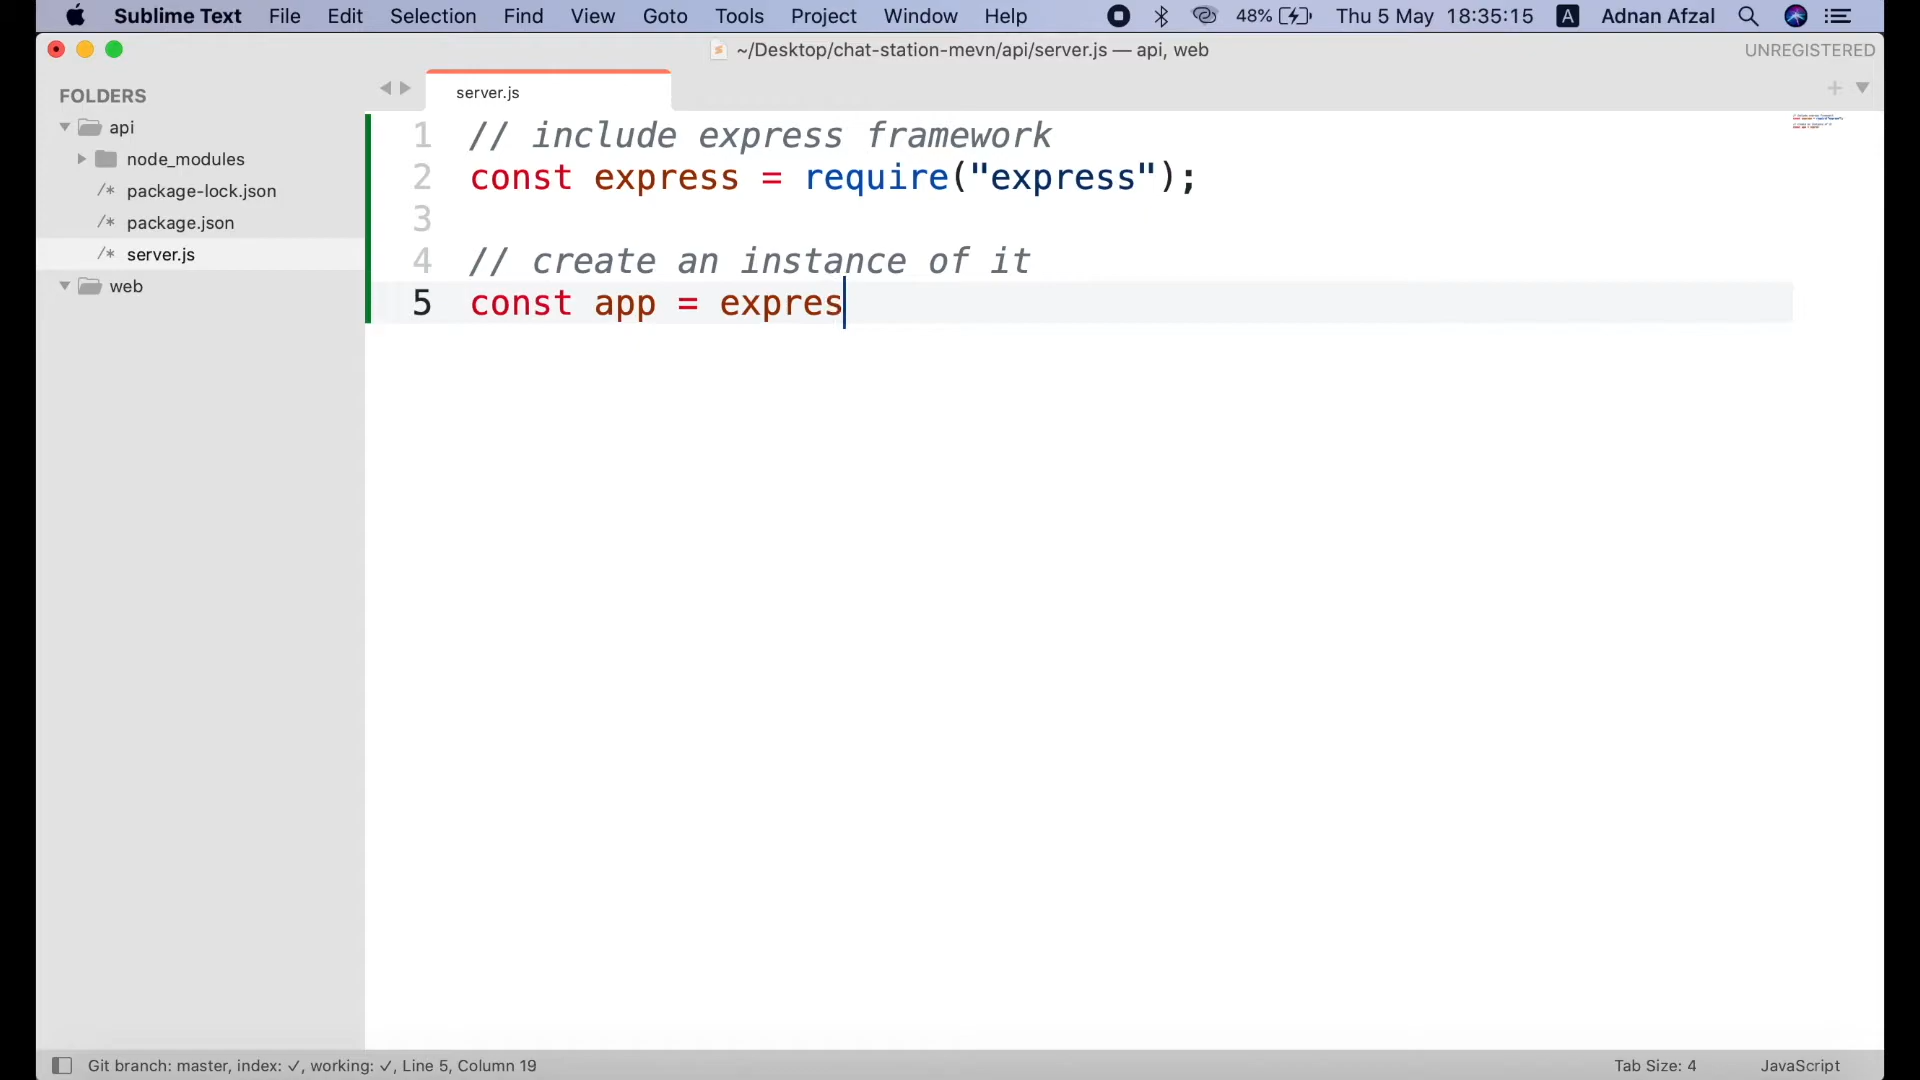 Sublime Text File Edit Selection Find View Goto Tools Project Window Help 48% Thu 5 May 18:35:15 A Adnan Afzal
~/Desktop/chat-station-mevn/api/server.js — api, web UNREGISTERED
FOLDERS
api
node_modules
/* package-lock.json
/* package.json
/* server.js
web
server.js
1 // include express framework
2 const express = require("express");
3
4 // create an instance of it
5 const app = expres
Git branch: master, index: ✓, working: ✓, Line 5, Column 19 Tab Size: 4 JavaScript